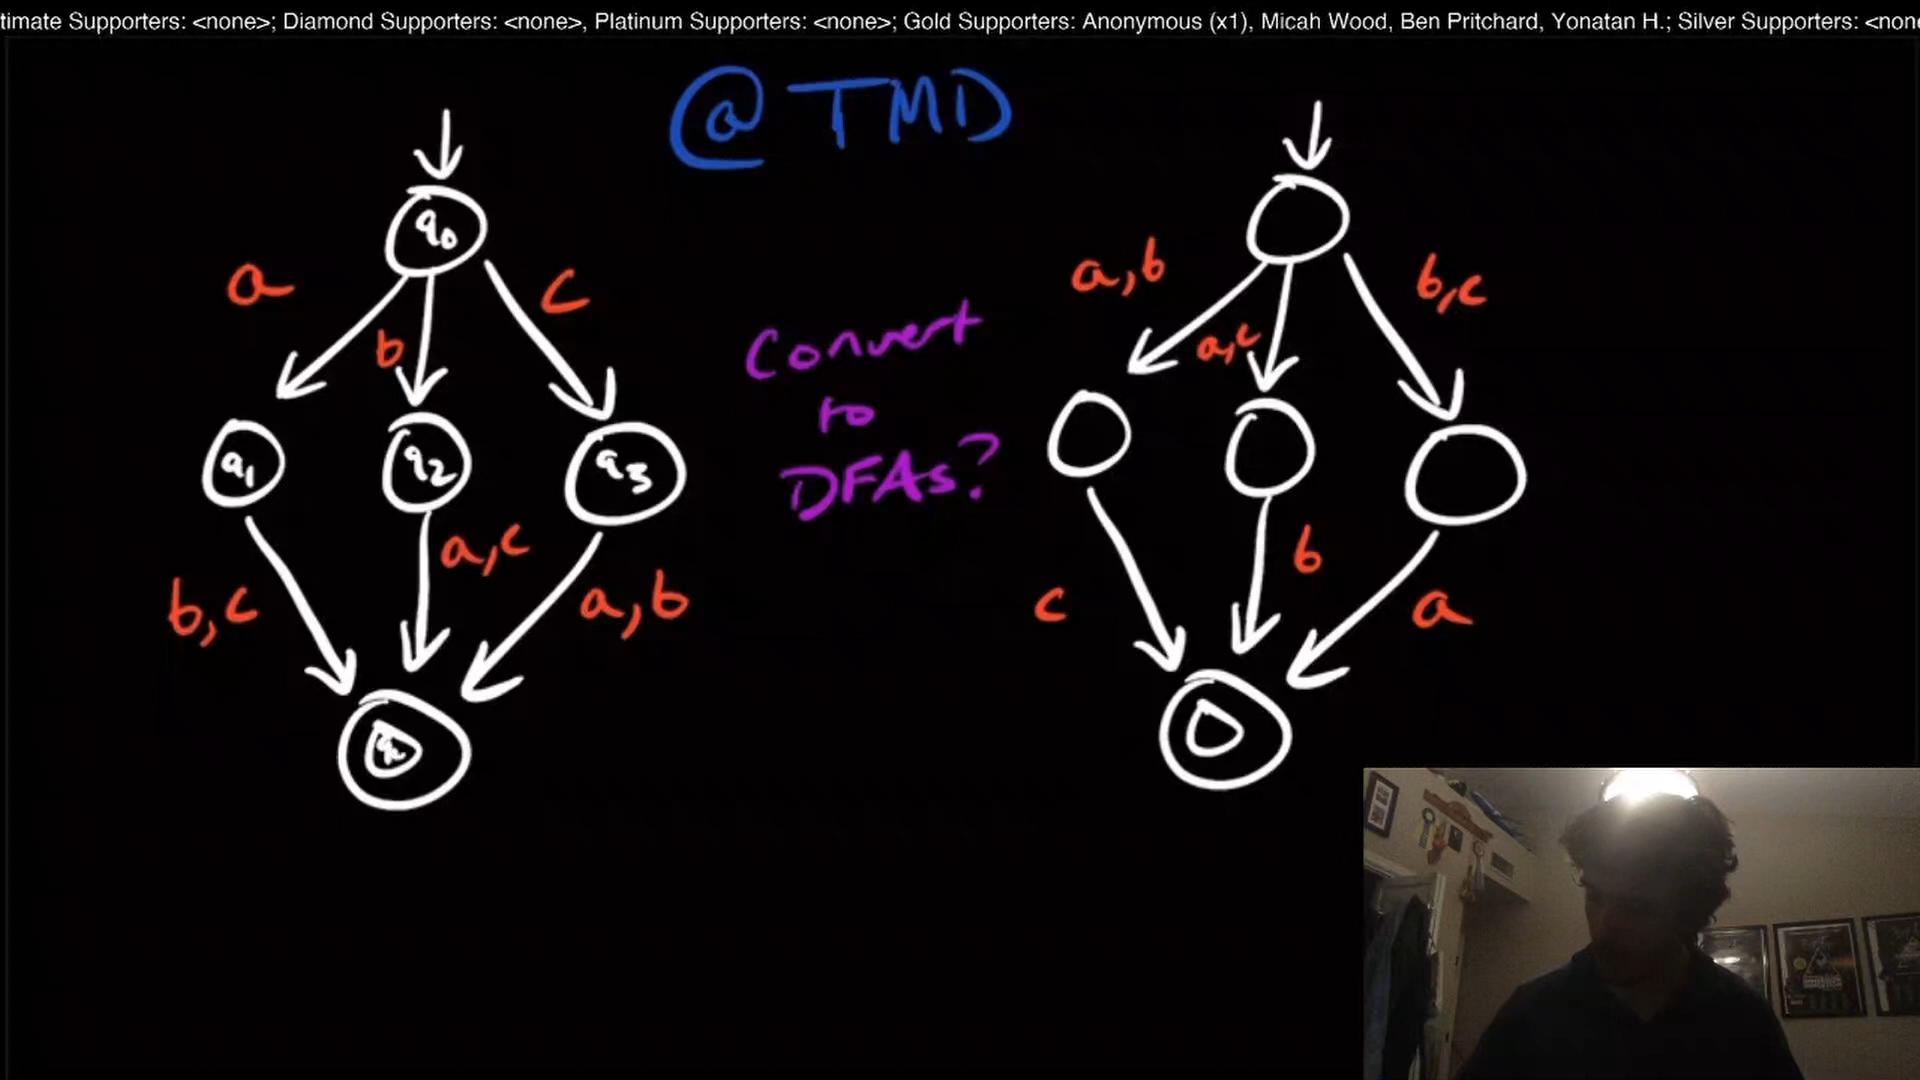 timate Supporters: <none>; Diamond Supporters: <none>, Platinum Supporters: <none>; Gold Supporters: Anonymous (x1), Micah Wood, Ben Pritchard, Yonatan H.; Silver Supporters: <none
@TMD
q0
a
b
c
q1
q2
q3
b,c
a,c
a,b
Convert
to
DFAs?
a,b
a,c
b,c
c
b
a